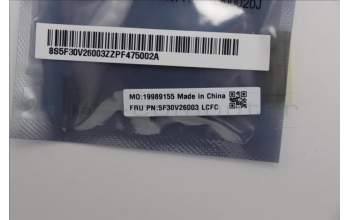 8S5F30V26003ZZPF475002A
MO:19989155 Made in China
FRU PN:5F30V26003 LCFC